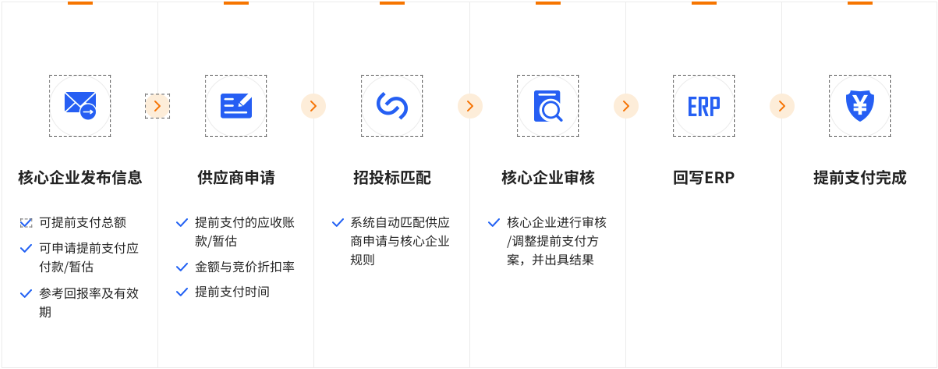 核心企业发布信息
可提前支付总额
可申请提前支付应
付款/暂估
参考回报率及有效
期
供应商申请
提前支付的应收账
款/暂估
金额与竞价折扣率
提前支付时间
招投标匹配
系统自动匹配供应
商申请与核心企业
规则
核心企业审核
核心企业进行审核
/调整提前支付方
案，并出具结果
ERP
回写ERP
¥
提前支付完成